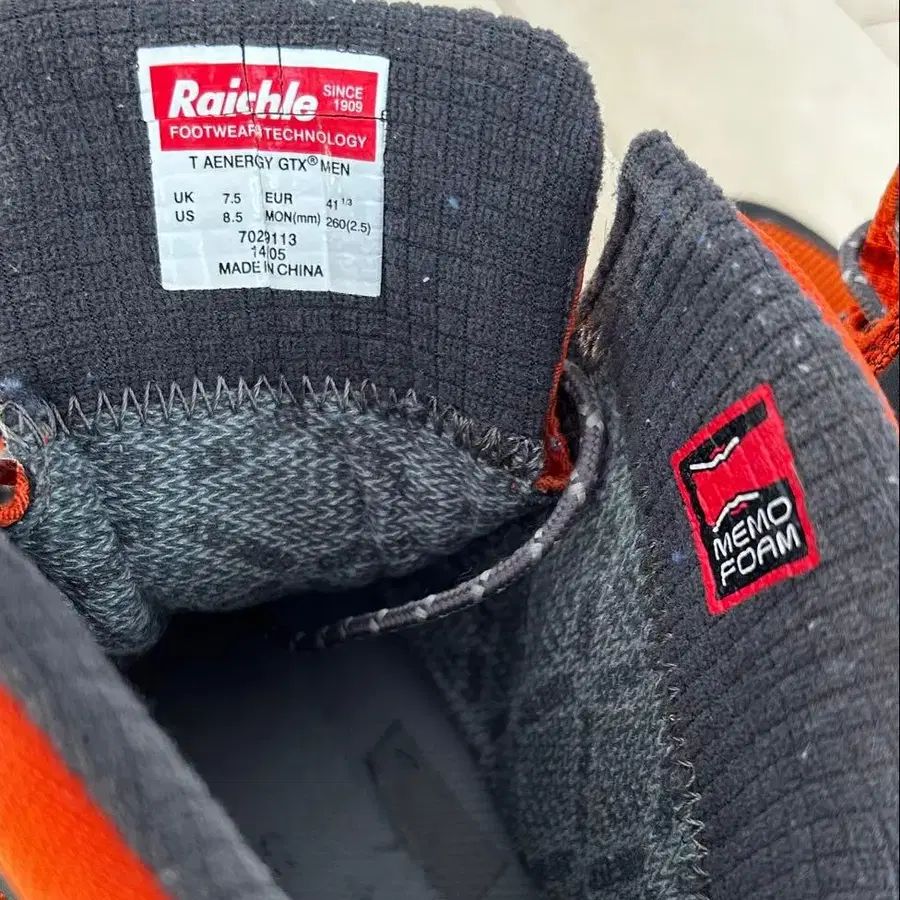 Raichle SINCE 1909
FOOTWEAR TECHNOLOGY
T AENERGY GTX® MEN
UK 7.5 EUR 41 1/3
US 8.5 MON(mm) 260(2.5)
7029113
14 05
MADE IN CHINA
MEMO
FOAM